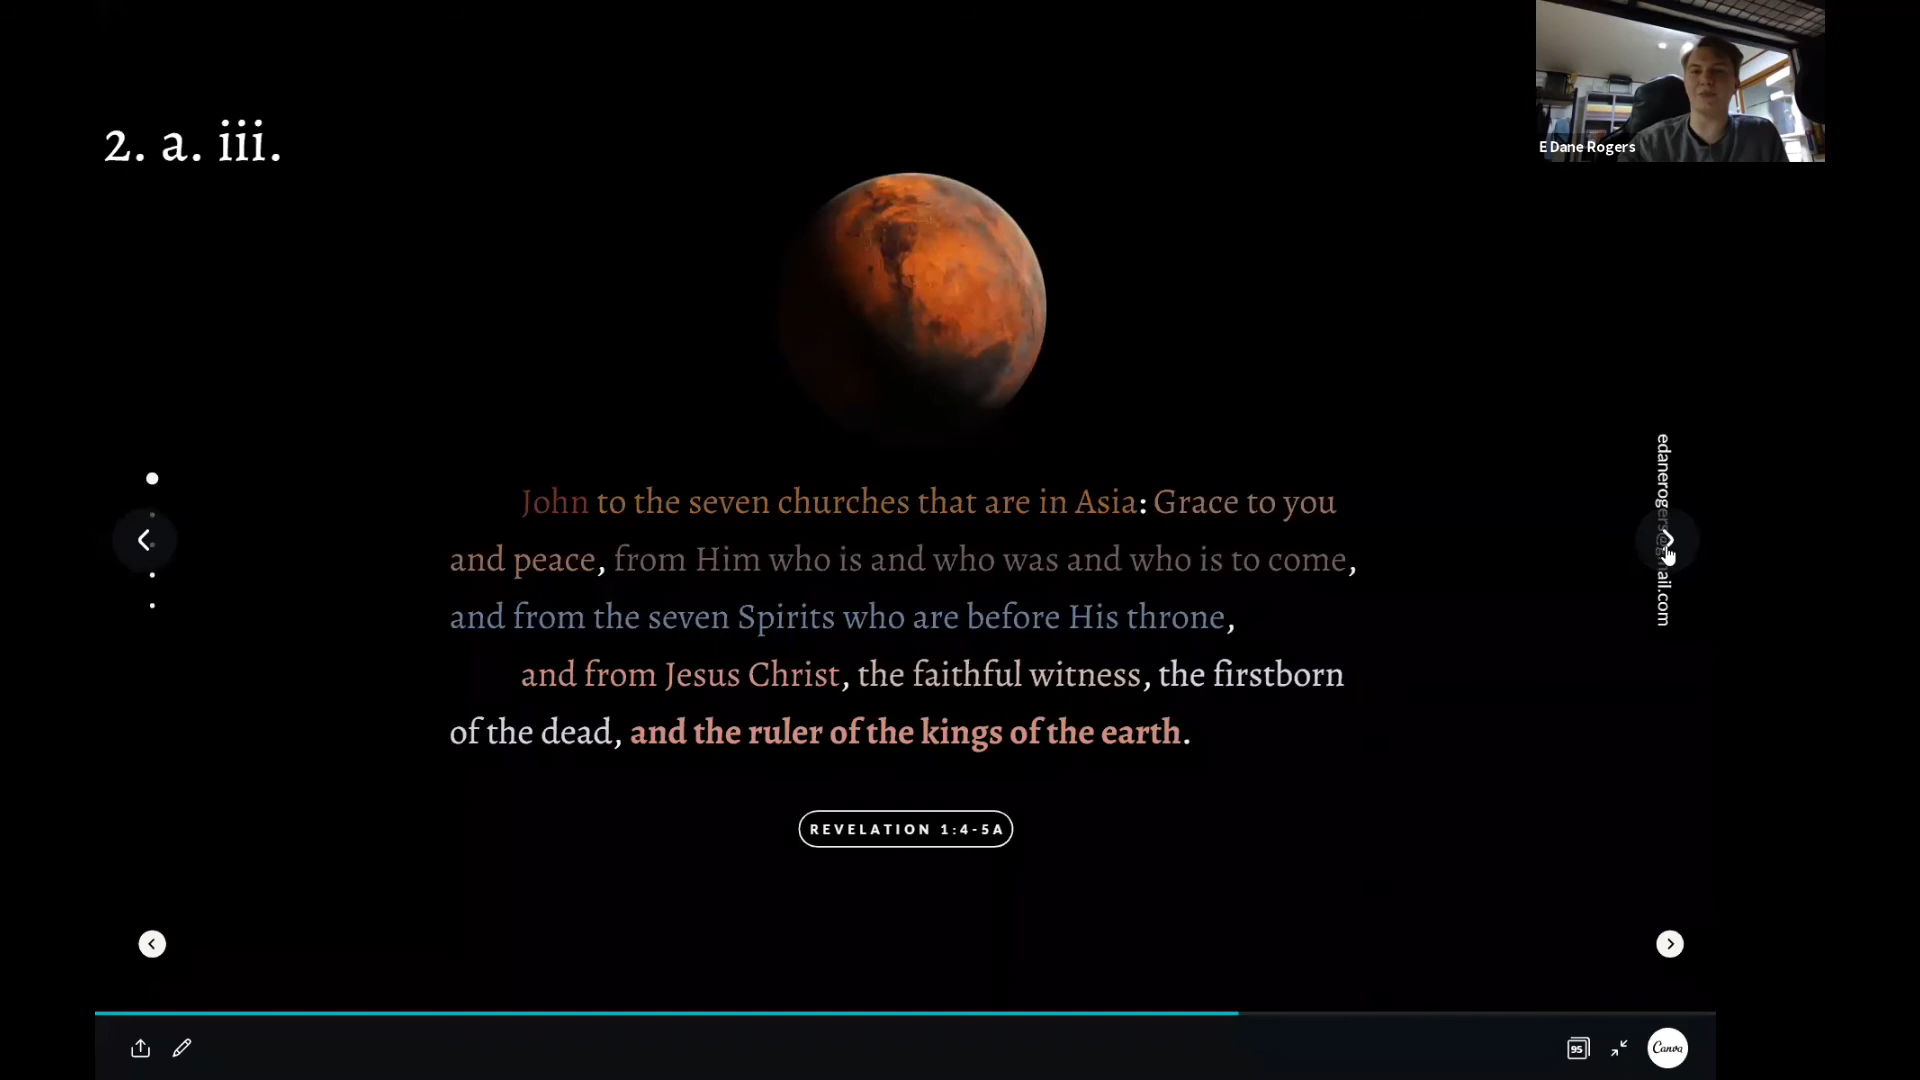 2. a. iii.
E Dane Rogers
John to the seven churches that are in Asia: Grace to you
and peace, from Him who is and who was and who is to come,
and from the seven Spirits who are before His throne,
and from Jesus Christ, the faithful witness, the firstborn
of the dead, and the ruler of the kings of the earth.
REVELATION 1:4-5A
edanerogers@gmail.com
95
Canva